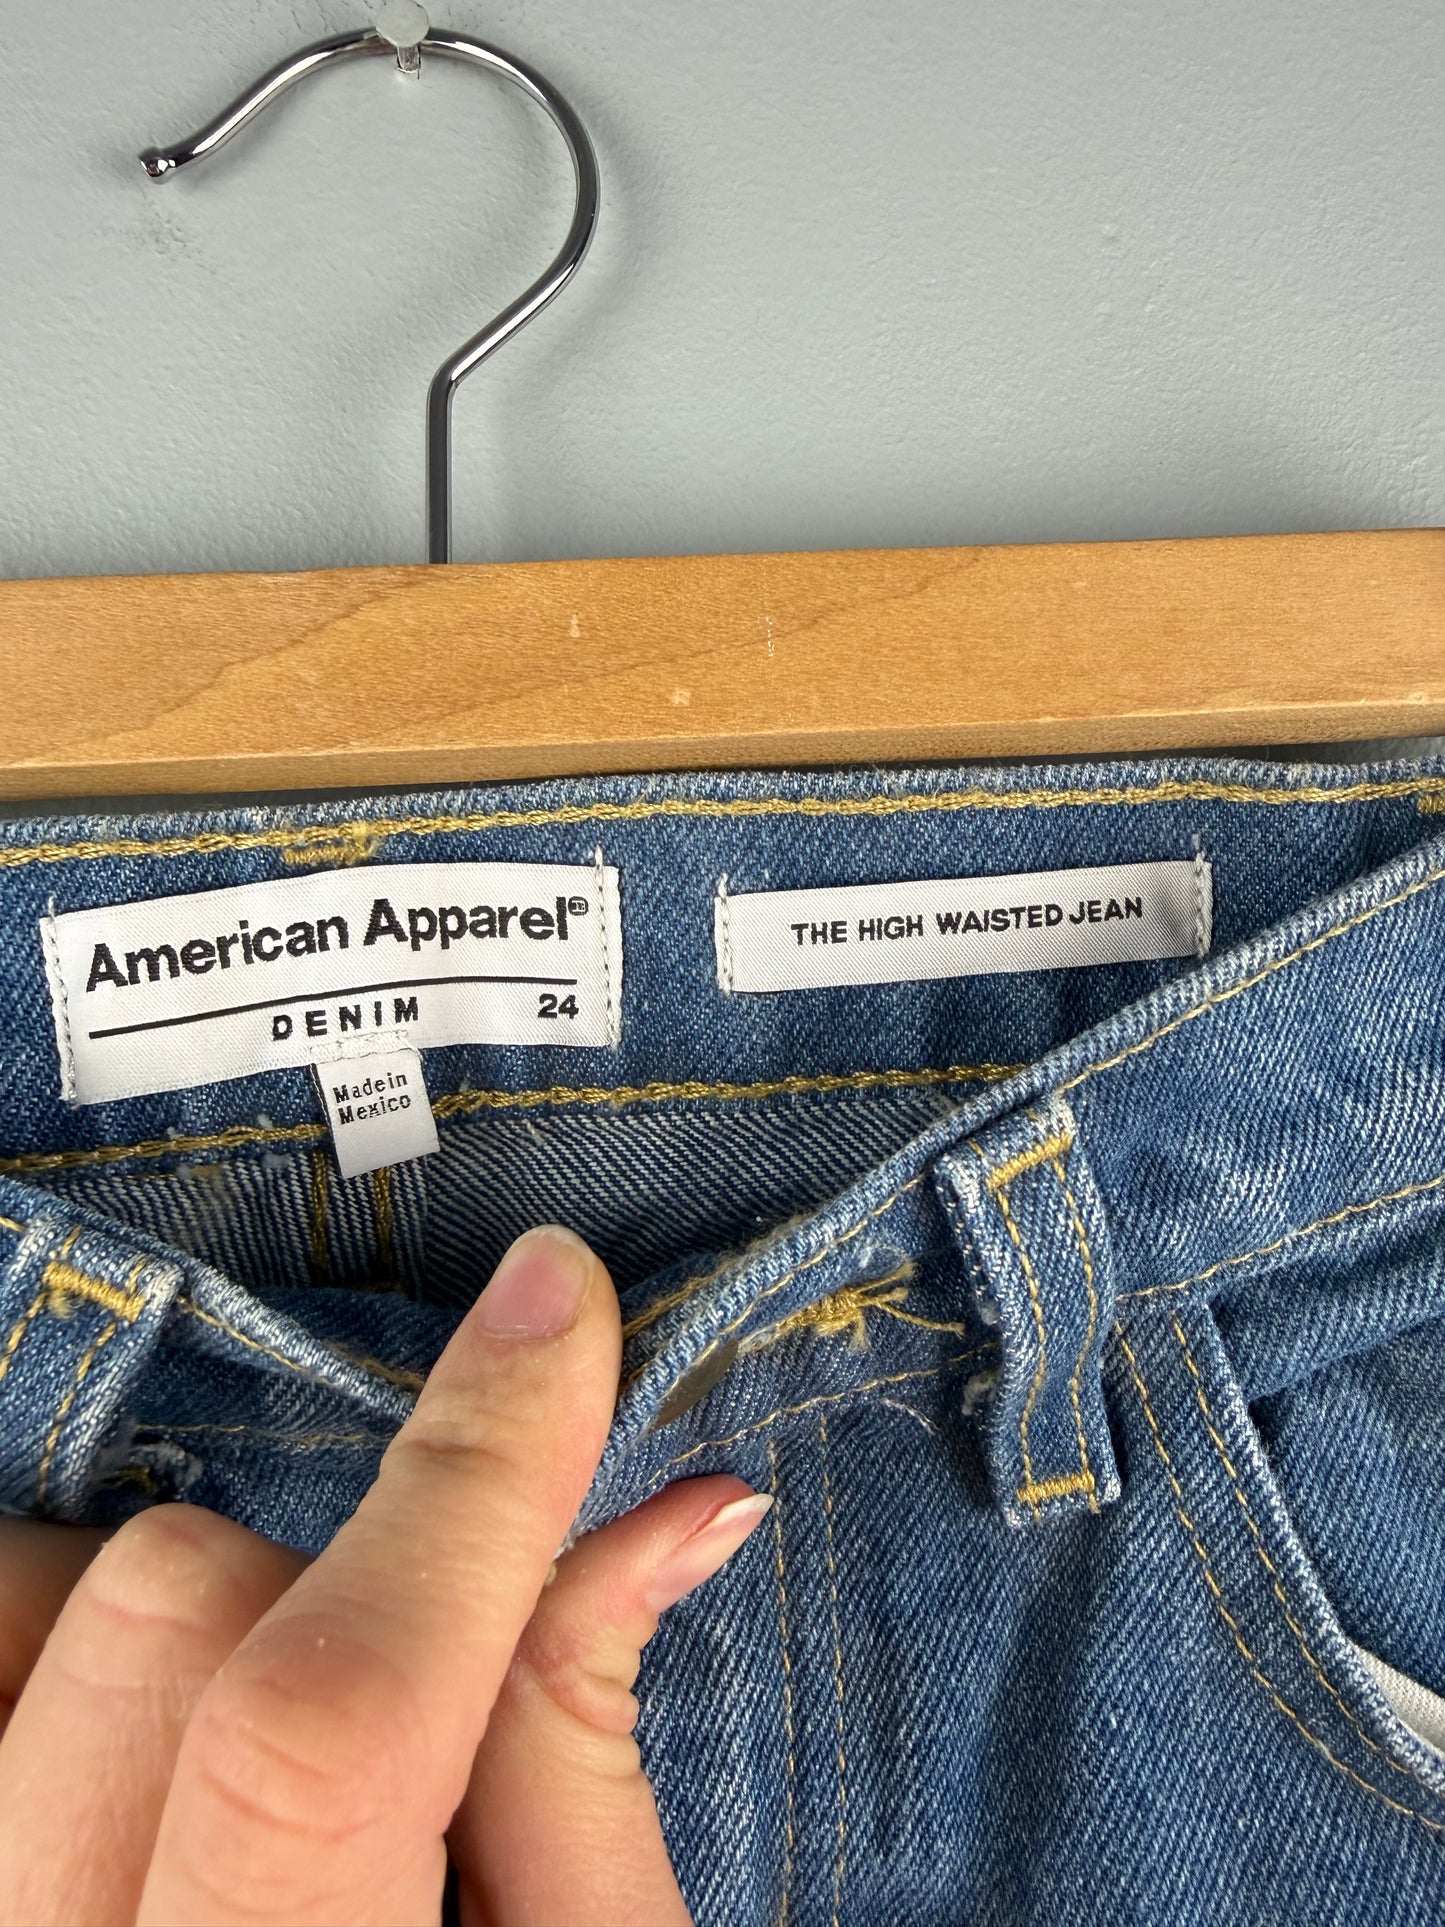 American Apparel®
DENIM 24
Made in
Mexico
THE HIGH WAISTED JEAN